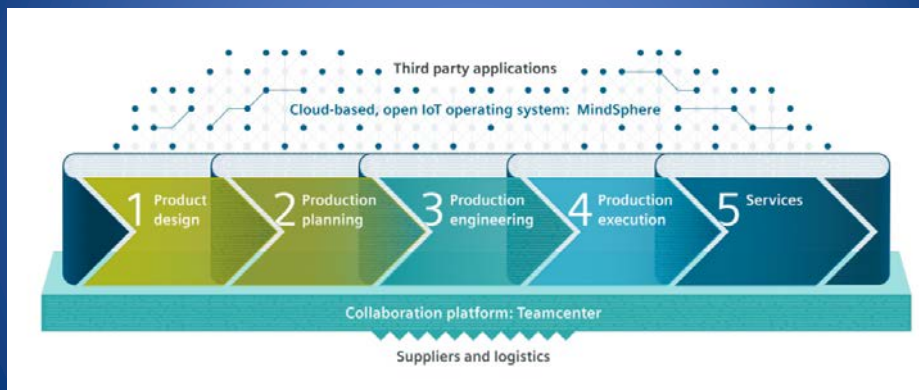 Third party applications
Cloud-based, open IoT operating system: MindSphere
1 Product design
2 Production planning
3 Production engineering
4 Production execution
5 Services
Collaboration platform: Teamcenter
Suppliers and logistics